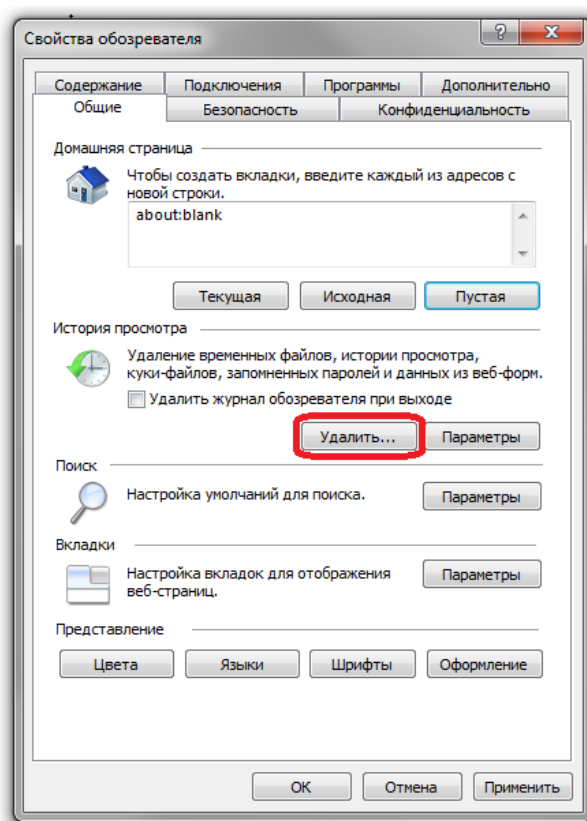 Свойства обозревателя
Содержание Подключения Программы Дополнительно
Общие Безопасность Конфиденциальность
Домашняя страница
Чтобы создать вкладки, введите каждый из адресов с
новой строки.
about:blank
Текущая Исходная Пустая
История просмотра
Удаление временных файлов, истории просмотра,
куки-файлов, запомненных паролей и данных из веб-форм.
Удалить журнал обозревателя при выходе
Удалить... Параметры
Поиск
Настройка умолчаний для поиска. Параметры
Вкладки
Настройка вкладок для отображения
веб-страниц.
Параметры
Представление
Цвета Языки Шрифты Оформление
ОК Отмена Применить